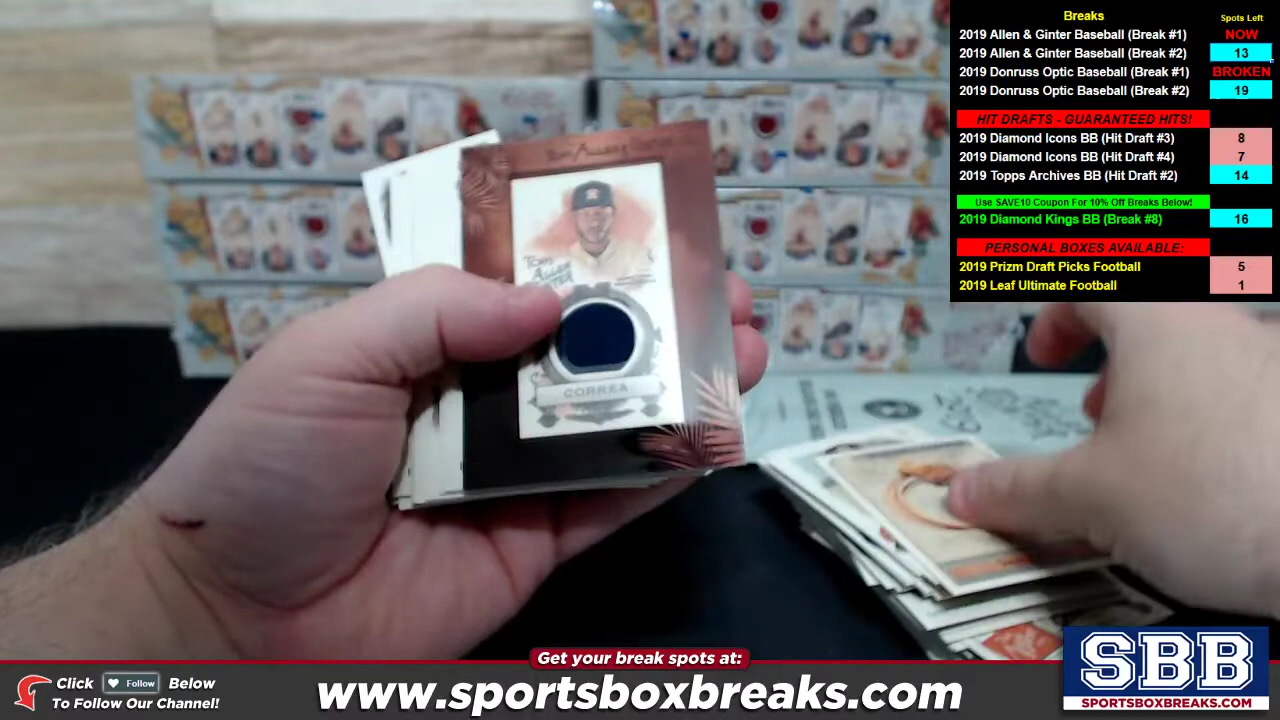 Breaks
Spots Left
2019 Allen & Ginter Baseball (Break #1)
NOW
2019 Allen & Ginter Baseball (Break #2)
13
2019 Donruss Optic Baseball (Break #1)
BROKEN
2019 Donruss Optic Baseball (Break #2)
19
HIT DRAFTS - GUARANTEED HITS!
2019 Diamond Icons BB (Hit Draft #3)
8
2019 Diamond Icons BB (Hit Draft #4)
7
2019 Topps Archives BB (Hit Draft #2)
14
Use SAVE10 Coupon For 10% Off Breaks Below!
2019 Diamond Kings BB (Break #8)
16
PERSONAL BOXES AVAILABLE:
2019 Prizm Draft Picks Football
5
2019 Leaf Ultimate Football
1
CORREA
Get your break spots at:
Click Follow Below
To Follow Our Channel!
www.sportsboxbreaks.com
SBB
SPORTSBOXBREAKS.COM